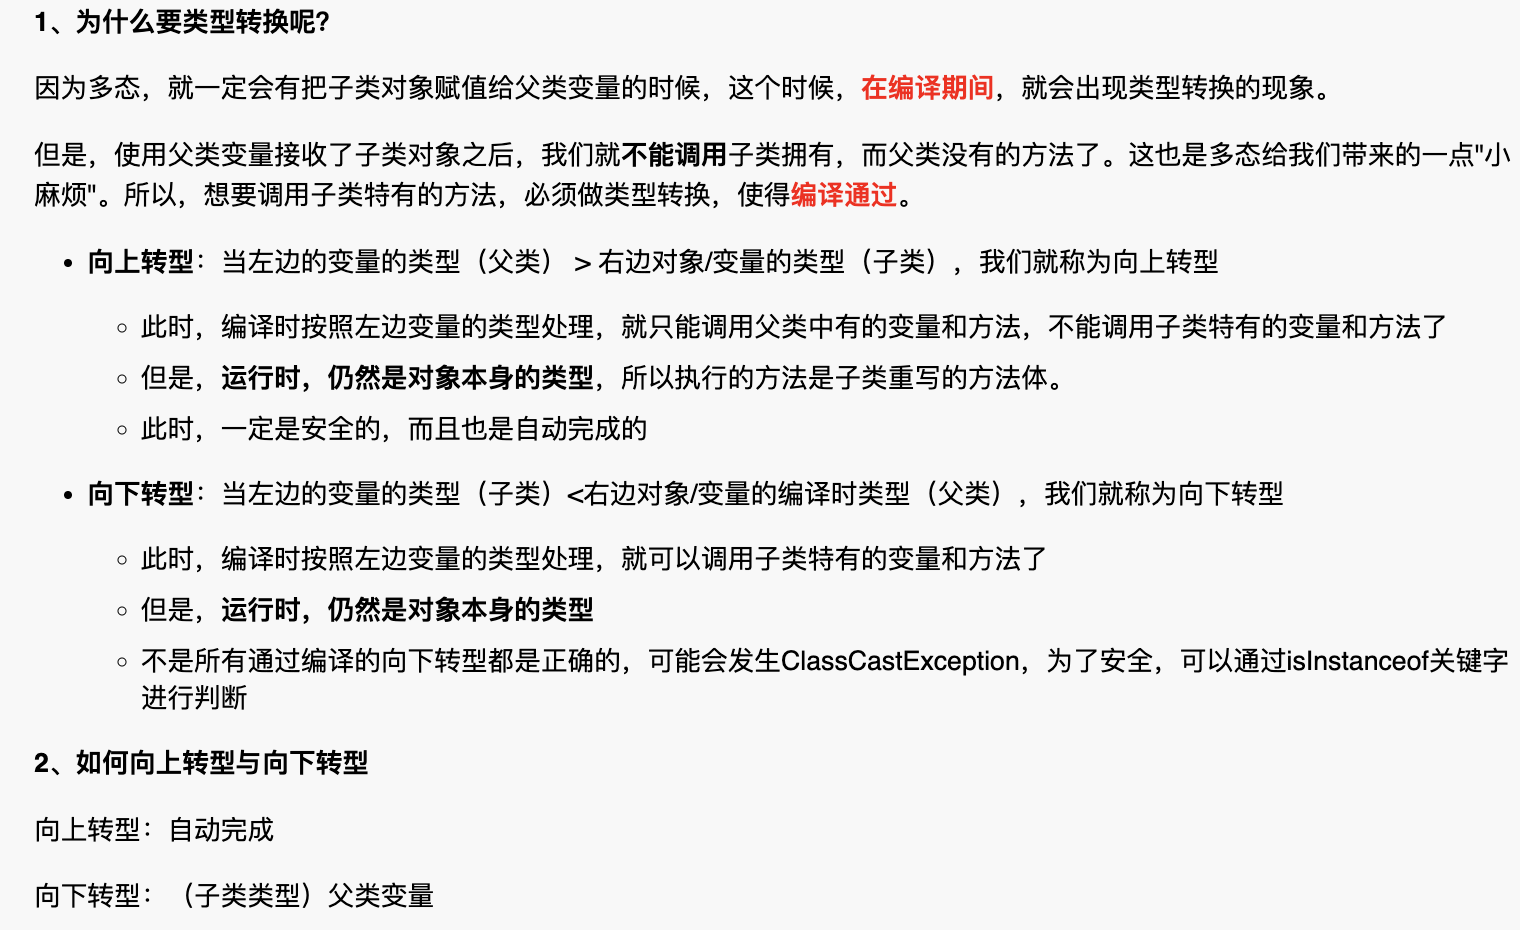 1、为什么要类型转换呢?
因为多态，就一定会有把子类对象赋值给父类变量的时候，这个时候，在编译期间，就会出现类型转换的现象。
但是，使用父类变量接收了子类对象之后，我们就不能调用子类拥有，而父类没有的方法了。这也是多态给我们带来的一点"小
麻烦"。所以，想要调用子类特有的方法，必须做类型转换，使得编译通过。
• 向上转型：当左边的变量的类型（父类） > 右边对象/变量的类型（子类），我们就称为向上转型
◦ 此时，编译时按照左边变量的类型处理，就只能调用父类中有的变量和方法，不能调用子类特有的变量和方法了
◦ 但是，运行时，仍然是对象本身的类型，所以执行的方法是子类重写的方法体。
◦ 此时，一定是安全的，而且也是自动完成的
• 向下转型：当左边的变量的类型（子类）<右边对象/变量的编译时类型（父类），我们就称为向下转型
◦ 此时，编译时按照左边变量的类型处理，就可以调用子类特有的变量和方法了
◦ 但是，运行时，仍然是对象本身的类型
◦ 不是所有通过编译的向下转型都是正确的，可能会发生ClassCastException，为了安全，可以通过isInstanceof关键字
进行判断
2、如何向上转型与向下转型
向上转型：自动完成
向下转型：（子类类型）父类变量